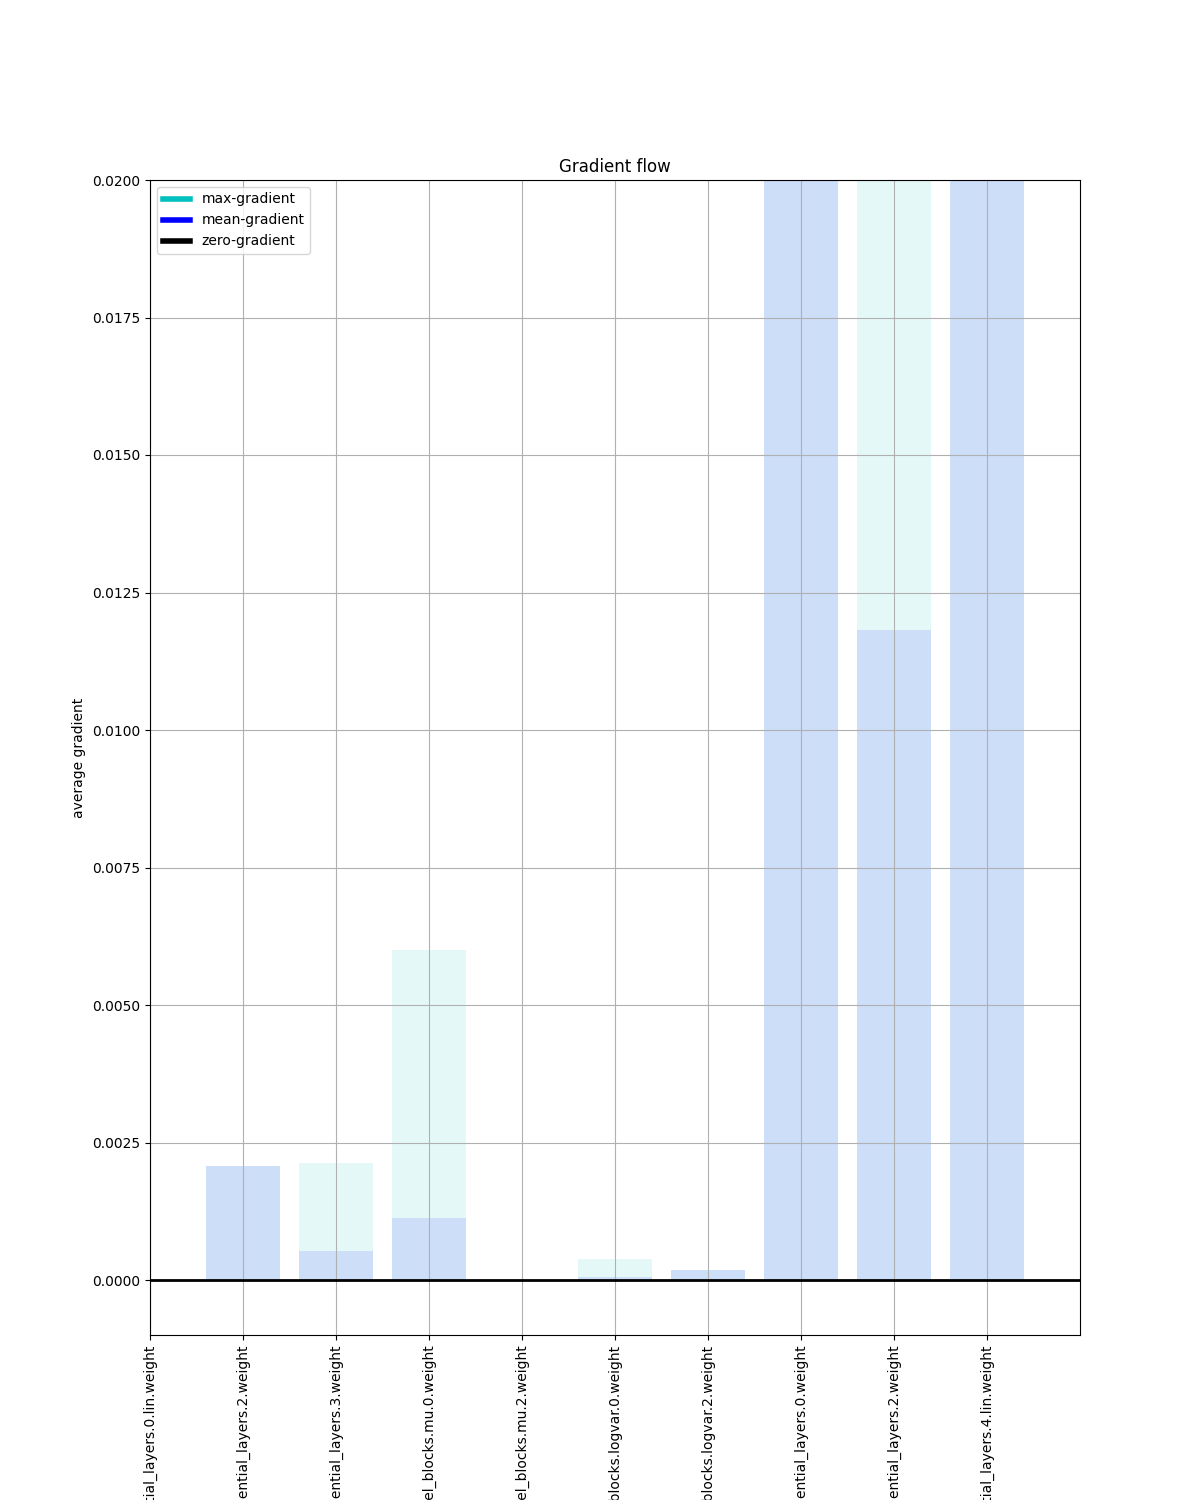 Gradient flow
max-gradient
mean-gradient
zero-gradient
0.0200
0.0175
0.0150
0.0125
0.0100
0.0075
0.0050
0.0025
0.0000
average gradient
tial_layers.0.lin.weight
ential_layers.2.weight
ential_layers.3.weight
el_blocks.mu.0.weight
el_blocks.mu.2.weight
blocks.logvar.0.weight
blocks.logvar.2.weight
ential_layers.0.weight
ential_layers.2.weight
tial_layers.4.lin.weight